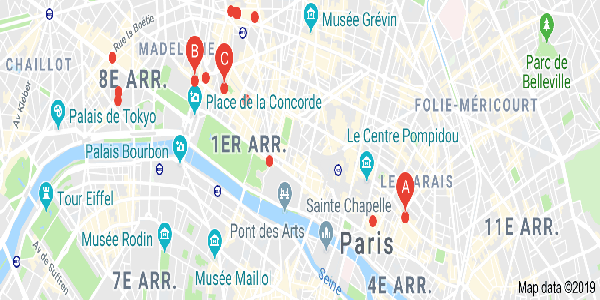 Musée Grévin
Rue la Boétie
MADELEINE
B
C
CHAILLOT
8E ARR.
Parc de
Belleville
Av Kléber
Palais de Tokyo
Place de la Concorde
FOLIE-MÉRICOURT
Palais Bourbon
1ER ARR.
Le Centre Pompidou
LE MARAIS
A
Tour Eiffel
Sainte Chapelle
11E ARR.
Musée Rodin
Pont des Arts
Paris
Av. de Suffren
7E ARR.
Musée Maillol
Seine
4E ARR.
Map data ©2019